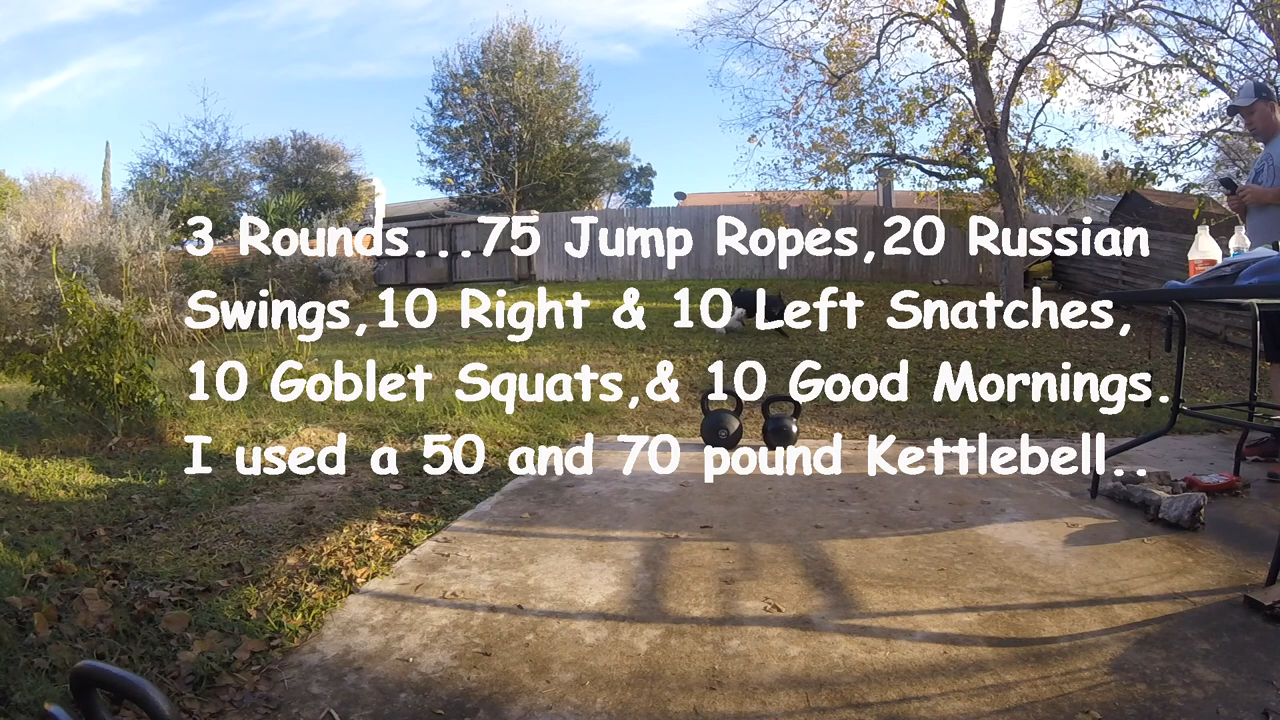 3 Rounds...75 Jump Ropes,20 Russian
Swings,10 Right & 10 Left Snatches,
10 Goblet Squats,& 10 Good Mornings.
I used a 50 and 70 pound Kettlebell..